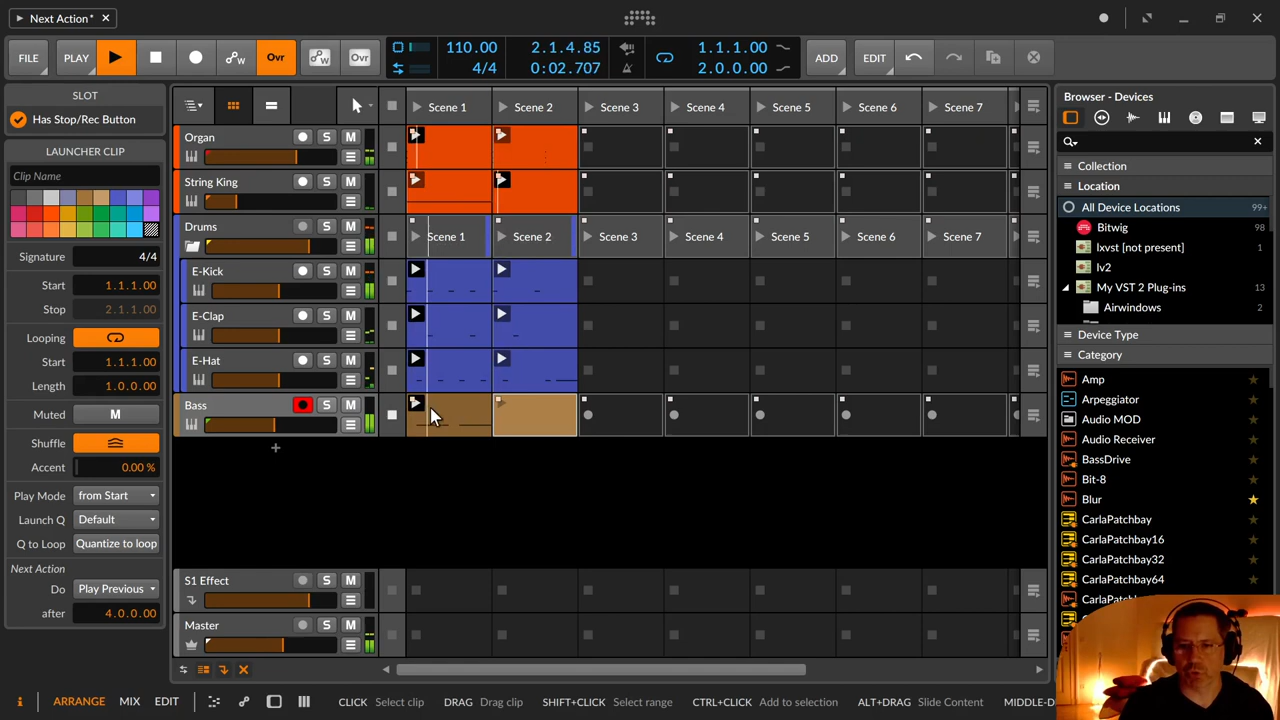 Next Action*
FILE
PLAY
Ovr
Ovr
110.00
4/4
2.1.4.85
0:02.707
1.1.1.00
2.0.0.00
ADD
EDIT
SLOT
Has Stop/Rec Button
LAUNCHER CLIP
Clip Name
Signature 4/4
Start 1.1.1.00
Stop 2.1.1.00
Looping
Start 1.1.1.00
Length 1.0.0.00
Muted M
Shuffle
Accent 0.00 %
Play Mode from Start
Launch Q Default
Q to Loop Quantize to loop
Next Action
Do Play Previous
after 4.0.0.00
Scene 1 Scene 2 Scene 3 Scene 4 Scene 5 Scene 6 Scene 7
Organ S M
String King S M
Drums S M
Scene 1 Scene 2 Scene 3 Scene 4 Scene 5 Scene 6 Scene 7
E-Kick S M
E-Clap S M
E-Hat S M
Bass S M
+
S1 Effect S M
Master S M
Browser - Devices
Collection
Location
All Device Locations 99+
Bitwig 98
lxvst [not present]
lv2
My VST 2 Plug-ins 13
Airwindows 2
Device Type
Category
Amp
Arpeggiator
Audio MOD
Audio Receiver
BassDrive
Bit-8
Blur
CarlaPatchbay
CarlaPatchbay16
CarlaPatchbay32
CarlaPatchbay64
i ARRANGE MIX EDIT
CLICK Select clip DRAG Drag clip SHIFT+CLICK Select range CTRL+CLICK Add to selection ALT+DRAG Slide Content MIDDLE-D